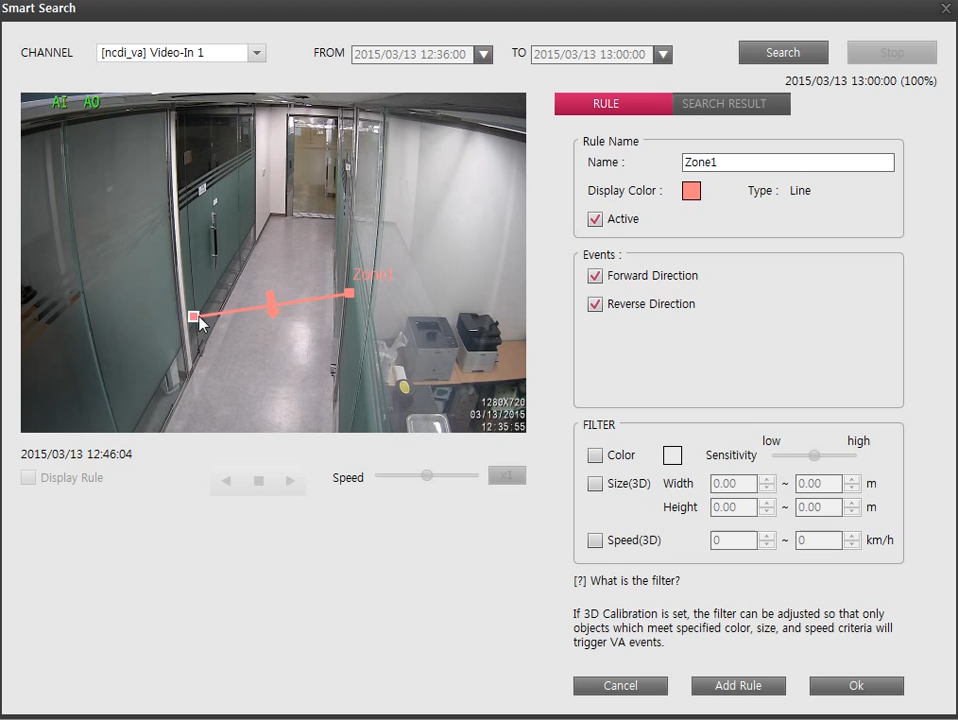 Smart Search
CHANNEL [ncdi_va] Video-In 1 FROM 2015/03/13 12:36:00 TO 2015/03/13 13:00:00 Search Stop
2015/03/13 13:00:00 (100%)
AI AO
RULE SEARCH RESULT
Rule Name
Name : Zone1
Display Color : Type : Line
Active
Events :
Forward Direction
Zone1
Reverse Direction
1280X720
03/13/2015
12:35:55
FILTER
low high
Color Sensitivity
2015/03/13 12:46:04
Display Rule Speed x1
Size(3D) Width 0.00 ~ 0.00 m
Height 0.00 ~ 0.00 m
Speed(3D) 0 ~ 0 km/h
[?] What is the filter?
If 3D Calibration is set, the filter can be adjusted so that only
objects which meet specified color, size, and speed criteria will
trigger VA events.
Cancel Add Rule Ok